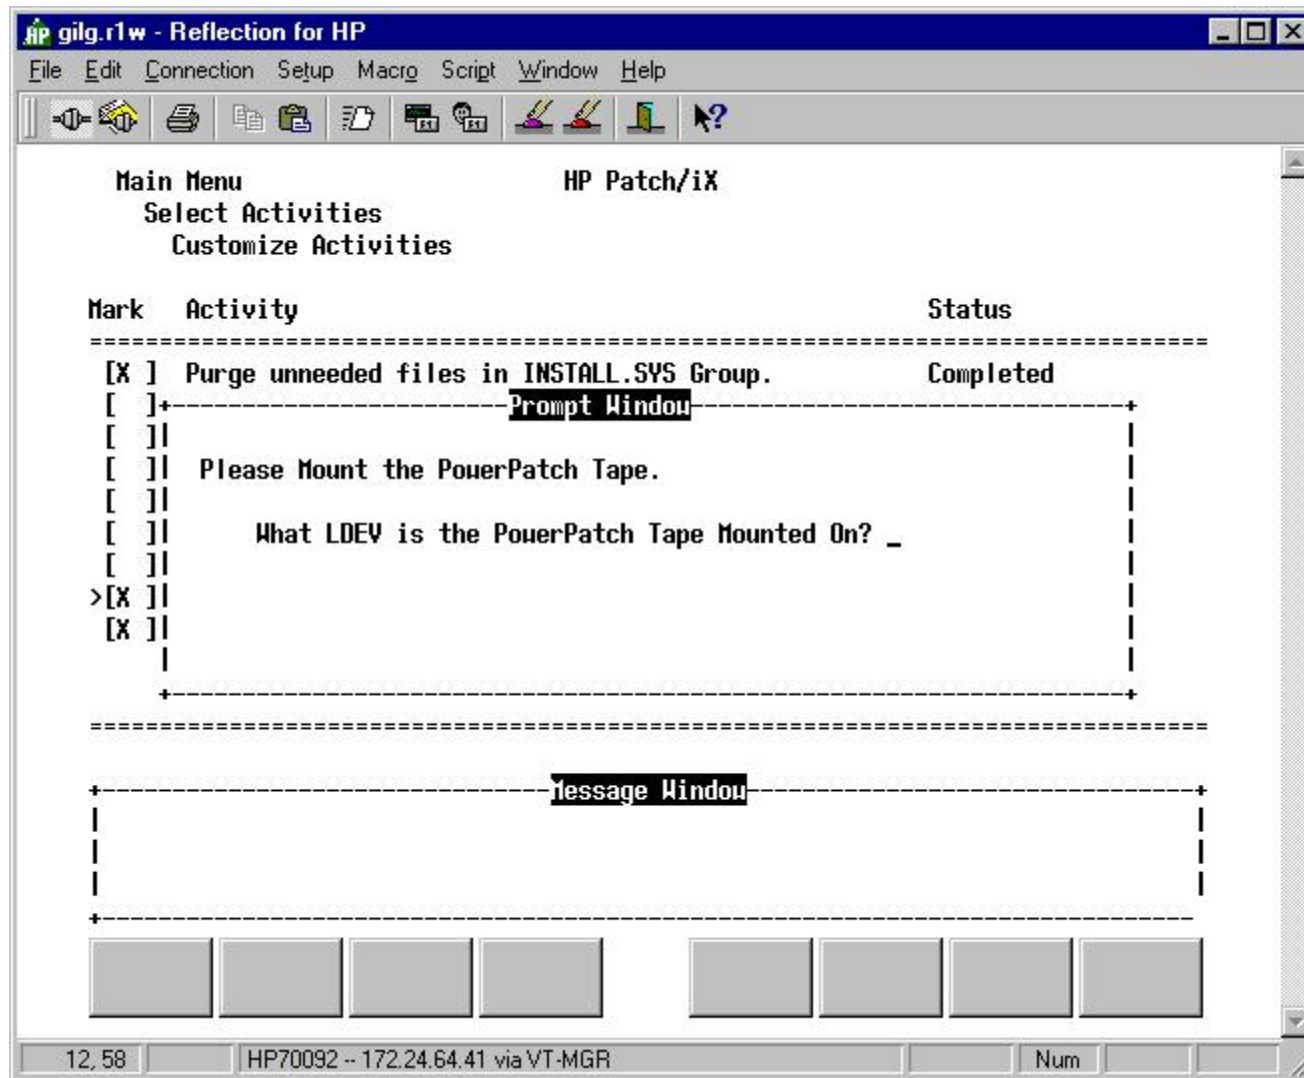 gilg.r1w - Reflection for HP
File Edit Connection Setup Macro Script Window Help
Main Menu HP Patch/iX
Select Activities
Customize Activities
Mark Activity Status
================================================================================
[X ] Purge unneeded files in INSTALL.SYS Group. Completed
[ ]+------------------------Prompt Window-------------------------------+
[ ]|
[ ]| Please Mount the PowerPatch Tape.
[ ]|
[ ]| What LDEV is the PowerPatch Tape Mounted On? _
[ ]|
>[X ]|
[X ]|
================================================================================
Message Window
12, 58 HP70092 -- 172.24.64.41 via VT-MGR Num